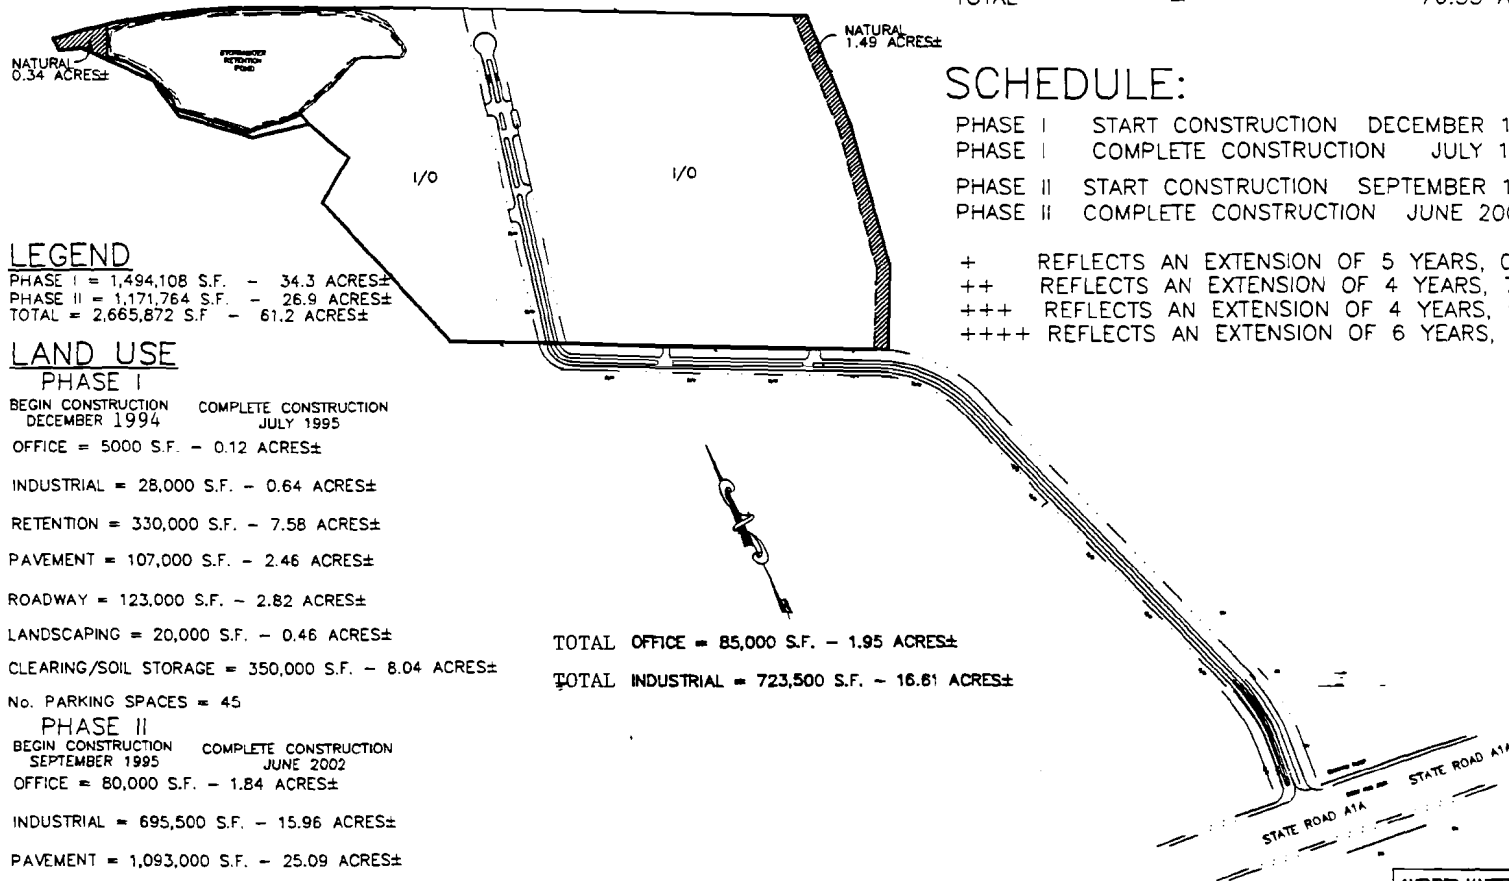 TOTAL =
NATURAL
0.34 ACRES±
STORMWATER
RETENTION
POND
NATURAL
1.49 ACRES±
I/O
I/O
SCHEDULE:
PHASE I START CONSTRUCTION DECEMBER 1
PHASE I COMPLETE CONSTRUCTION JULY 1
PHASE II START CONSTRUCTION SEPTEMBER 1
PHASE II COMPLETE CONSTRUCTION JUNE 200
+ REFLECTS AN EXTENSION OF 5 YEARS,
++ REFLECTS AN EXTENSION OF 4 YEARS,
+++ REFLECTS AN EXTENSION OF 4 YEARS,
++++ REFLECTS AN EXTENSION OF 6 YEARS,
LEGEND
PHASE I = 1,494,108 S.F. - 34.3 ACRES±
PHASE II = 1,171,764 S.F. - 26.9 ACRES±
TOTAL = 2,665,872 S.F - 61.2 ACRES±
LAND USE
PHASE I
BEGIN CONSTRUCTION COMPLETE CONSTRUCTION
DECEMBER 1994 JULY 1995
OFFICE = 5000 S.F. - 0.12 ACRES±
INDUSTRIAL = 28,000 S.F. - 0.64 ACRES±
RETENTION = 330,000 S.F. - 7.58 ACRES±
PAVEMENT = 107,000 S.F. - 2.46 ACRES±
ROADWAY = 123,000 S.F. - 2.82 ACRES±
LANDSCAPING = 20,000 S.F. - 0.46 ACRES±
CLEARING/SOIL STORAGE = 350,000 S.F. - 8.04 ACRES±
No. PARKING SPACES = 45
PHASE II
BEGIN CONSTRUCTION COMPLETE CONSTRUCTION
SEPTEMBER 1995 JUNE 2002
OFFICE = 80,000 S.F. - 1.84 ACRES±
INDUSTRIAL = 695,500 S.F. - 15.96 ACRES±
PAVEMENT = 1,093,000 S.F. - 25.09 ACRES±
TOTAL OFFICE = 85,000 S.F. - 1.95 ACRES±
TOTAL INDUSTRIAL = 723,500 S.F. - 16.61 ACRES±
STATE ROAD A1A
STATE ROAD A1A